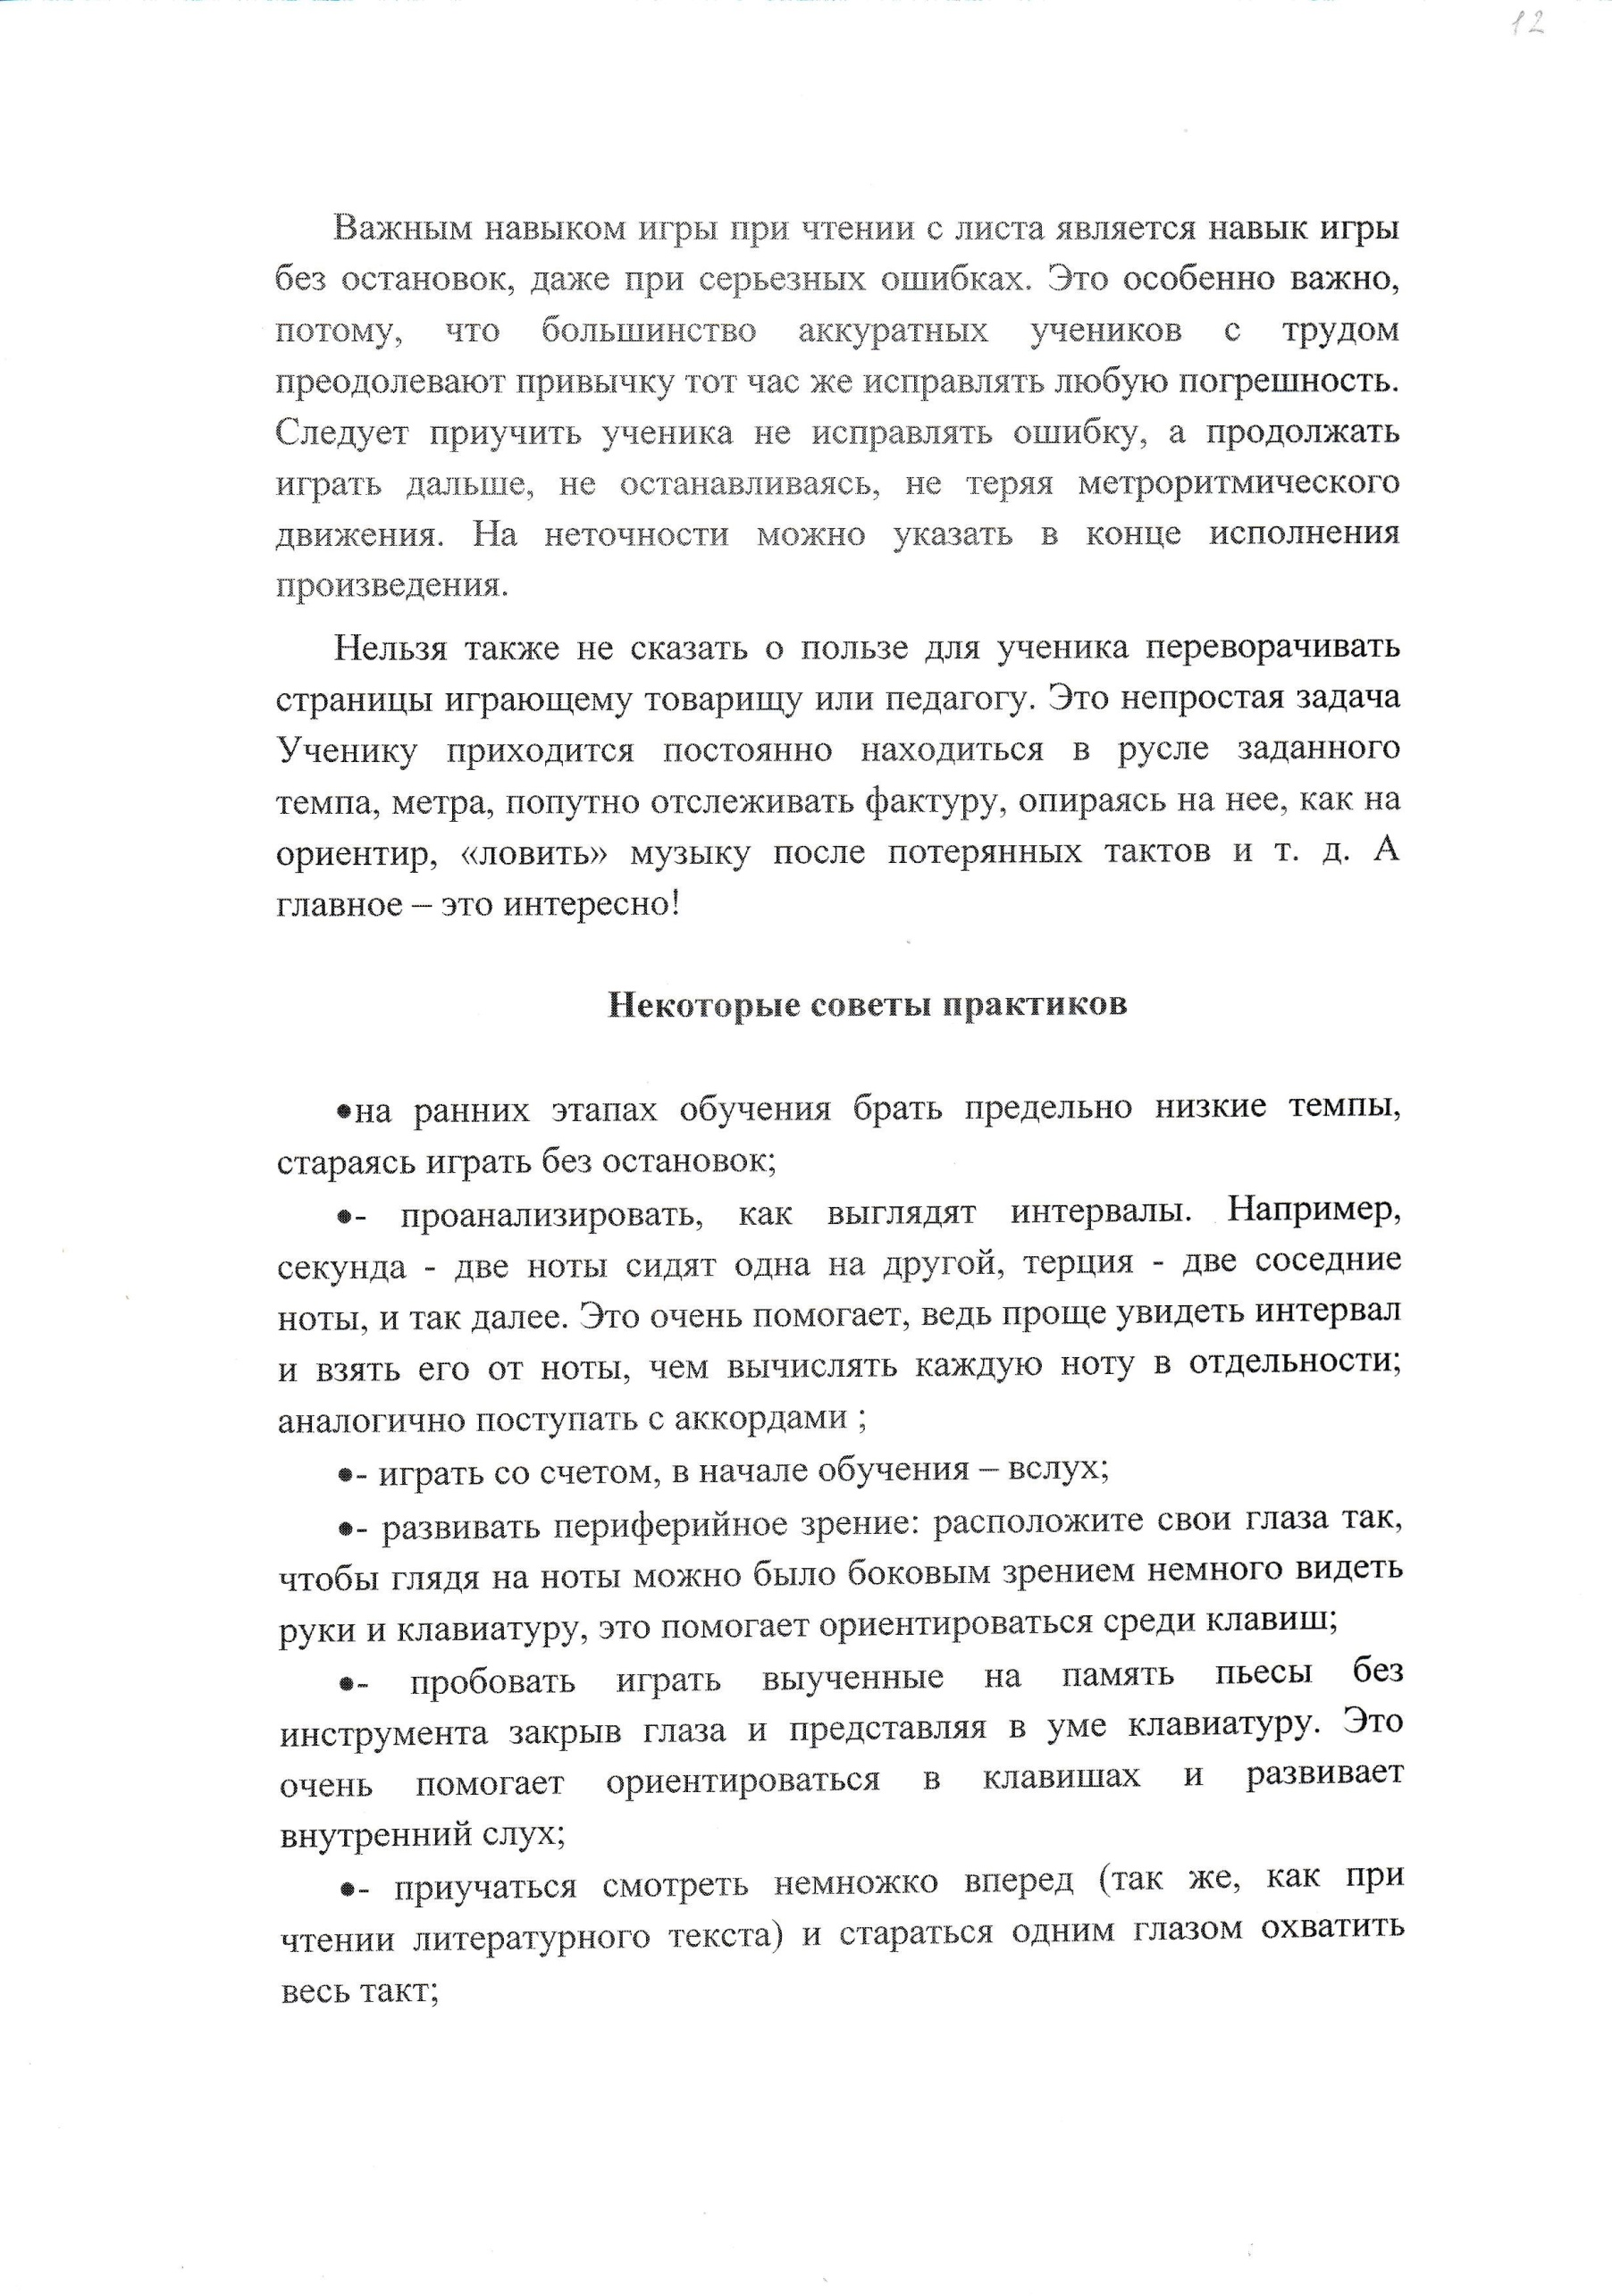 12
Важным навыком игры при чтении с листа является навык игры
без остановок, даже при серьезных ошибках. Это особенно важно,
потому, что большинство аккуратных учеников с трудом
преодолевают привычку тот час же исправлять любую погрешность.
Следует приучить ученика не исправлять ошибку, а продолжать
играть дальше, не останавливаясь, не теряя метроритмического
движения. На неточности можно указать в конце исполнения
произведения.
Нельзя также не сказать о пользе для ученика переворачивать
страницы играющему товарищу или педагогу. Это непростая задача
Ученику приходится постоянно находиться в русле заданного
темпа, метра, попутно отслеживать фактуру, опираясь на нее, как на
ориентир, «ловить» музыку после потерянных тактов и т. д. А
главное – это интересно!
Некоторые советы практиков
•на ранних этапах обучения брать предельно низкие темпы,
стараясь играть без остановок;
•- проанализировать, как выглядят интервалы. Например,
секунда - две ноты сидят одна на другой, терция - две соседние
ноты, и так далее. Это очень помогает, ведь проще увидеть интервал
и взять его от ноты, чем вычислять каждую ноту в отдельности;
аналогично поступать с аккордами ;
•- играть со счетом, в начале обучения – вслух;
•- развивать периферийное зрение: расположите свои глаза так,
чтобы глядя на ноты можно было боковым зрением немного видеть
руки и клавиатуру, это помогает ориентироваться среди клавиш;
•- пробовать играть выученные на память пьесы без
инструмента закрыв глаза и представляя в уме клавиатуру. Это
очень помогает ориентироваться в клавишах и развивает
внутренний слух;
•- приучаться смотреть немножко вперед (так же, как при
чтении литературного текста) и стараться одним глазом охватить
весь такт;